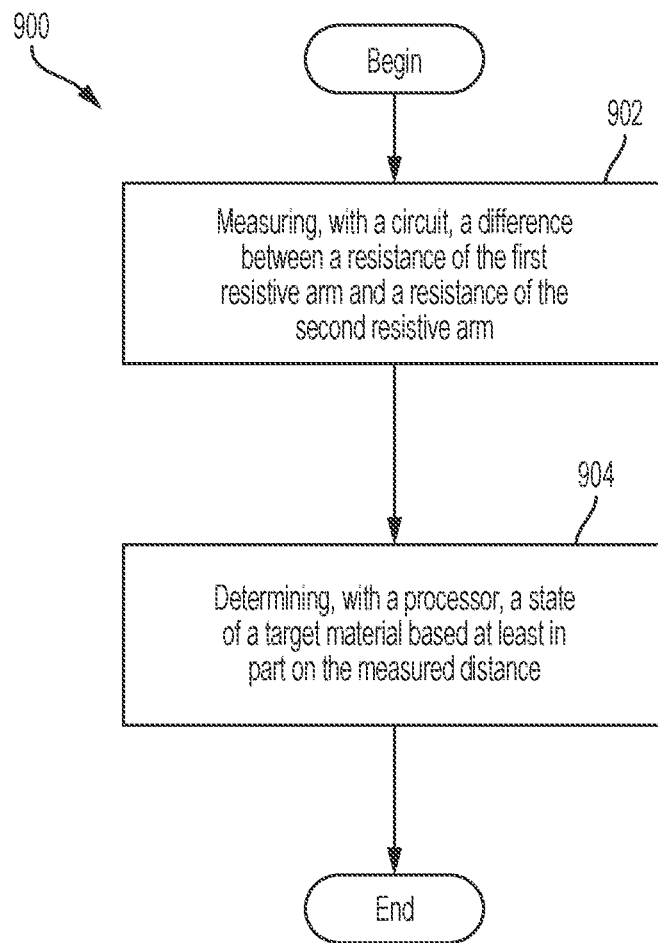 900
Begin
902
Measuring, with a circuit, a difference
between a resistance of the first
resistive arm and a resistance of the
second resistive arm
904
Determining, with a processor, a state
of a target material based at least in
part on the measured distance
End